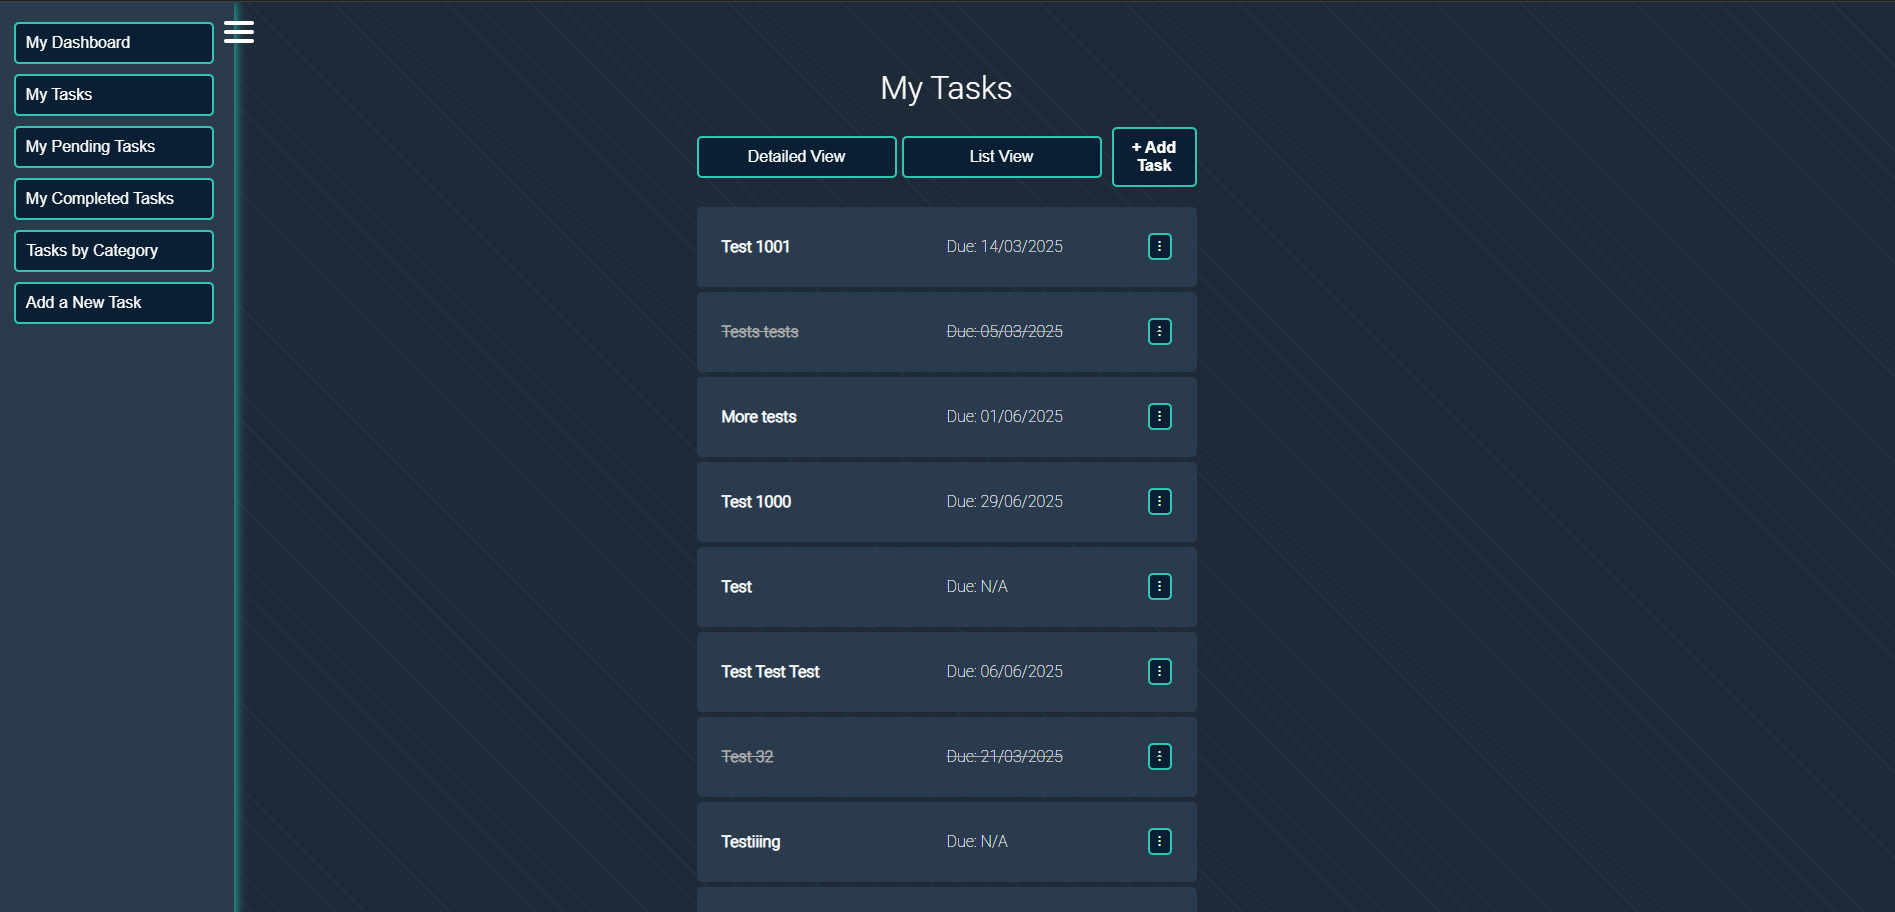 My Dashboard
My Tasks
My Pending Tasks
My Completed Tasks
Tasks by Category
Add a New Task
My Tasks
Detailed View
List View
+ Add
Task
Test 1001 Due: 14/03/2025
Tests tests Due: 05/03/2025
More tests Due: 01/06/2025
Test 1000 Due: 29/06/2025
Test Due: N/A
Test Test Test Due: 06/06/2025
Test 32 Due: 21/03/2025
Testiiing Due: N/A